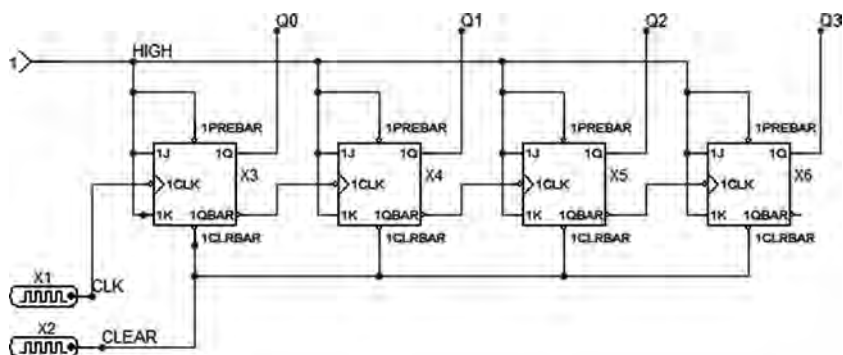 Q0 Q1 Q2 Q3
1 HIGH
1PREBAR 1PREBAR 1PREBAR 1PREBAR
1J 1Q 1J 1Q 1J 1Q 1J 1Q
1CLK X3 1CLK X4 1CLK X5 1CLK X6
1K 1QBAR 1K 1QBAR 1K 1QBAR 1K 1QBAR
1CLRBAR 1CLRBAR 1CLRBAR 1CLRBAR
X1 CLK
X2 CLEAR